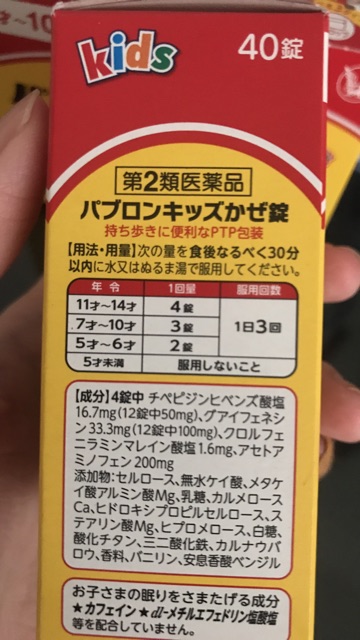 kids
40錠
第2類医薬品
パブロンキッズかぜ錠
持ち歩きに便利なPTP包装
【用法・用量】次の量を食後なるべく30分
以内に水又はぬるま湯で服用してください。
年令 1回量 服用回数
11才〜14才 4錠
7才〜10才 3錠 1日3回
5才〜6才 2錠
5才未満 服用しないこと
【成分】4錠中 チペピジンヒベンズ酸塩
16.7mg(12錠中50mg)、グアイフェネシ
ン33.3mg(12錠中100mg)、クロルフェ
ニラミンマレイン酸塩1.6mg、アセトア
ミノフェン200mg
添加物:セルロース、無水ケイ酸、メタケ
イ酸アルミン酸Mg、乳糖、カルメロース
Ca、ヒドロキシプロピルセルロース、ス
テアリン酸Mg、ヒプロメロース、白糖、
酸化チタン、三二酸化鉄、カルナウバ
ロウ、香料、バニリン、安息香酸ベンジル
お子さまの眠りをさまたげる成分
★カフェイン★dl-メチルエフェドリン塩酸塩
等を配合していません。